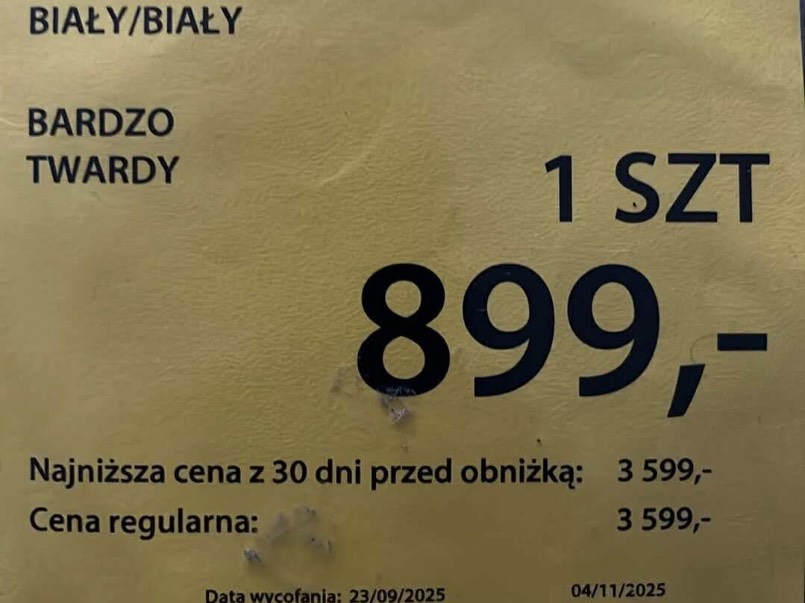 BIAŁY/BIAŁY
BARDZO
TWARDY
1 SZT
899,-
Najniższa cena z 30 dni przed obniżką: 3 599,-
Cena regularna: 3 599,-
Data wycofania: 23/09/2025 04/11/2025